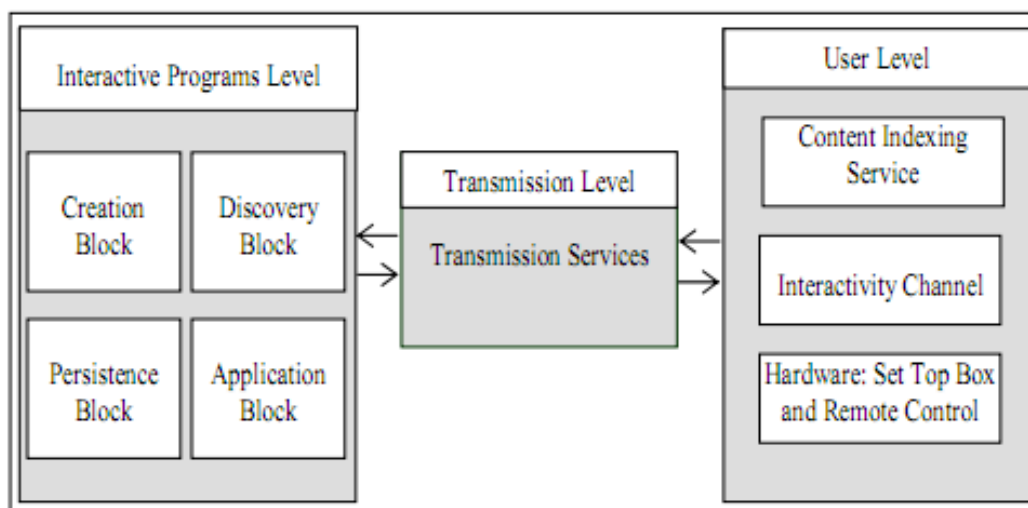 Interactive Programs Level
Creation
Block
Discovery
Block
Persistence
Block
Application
Block
Transmission Level
Transmission Services
User Level
Content Indexing
Service
Interactivity Channel
Hardware: Set Top Box
and Remote Control